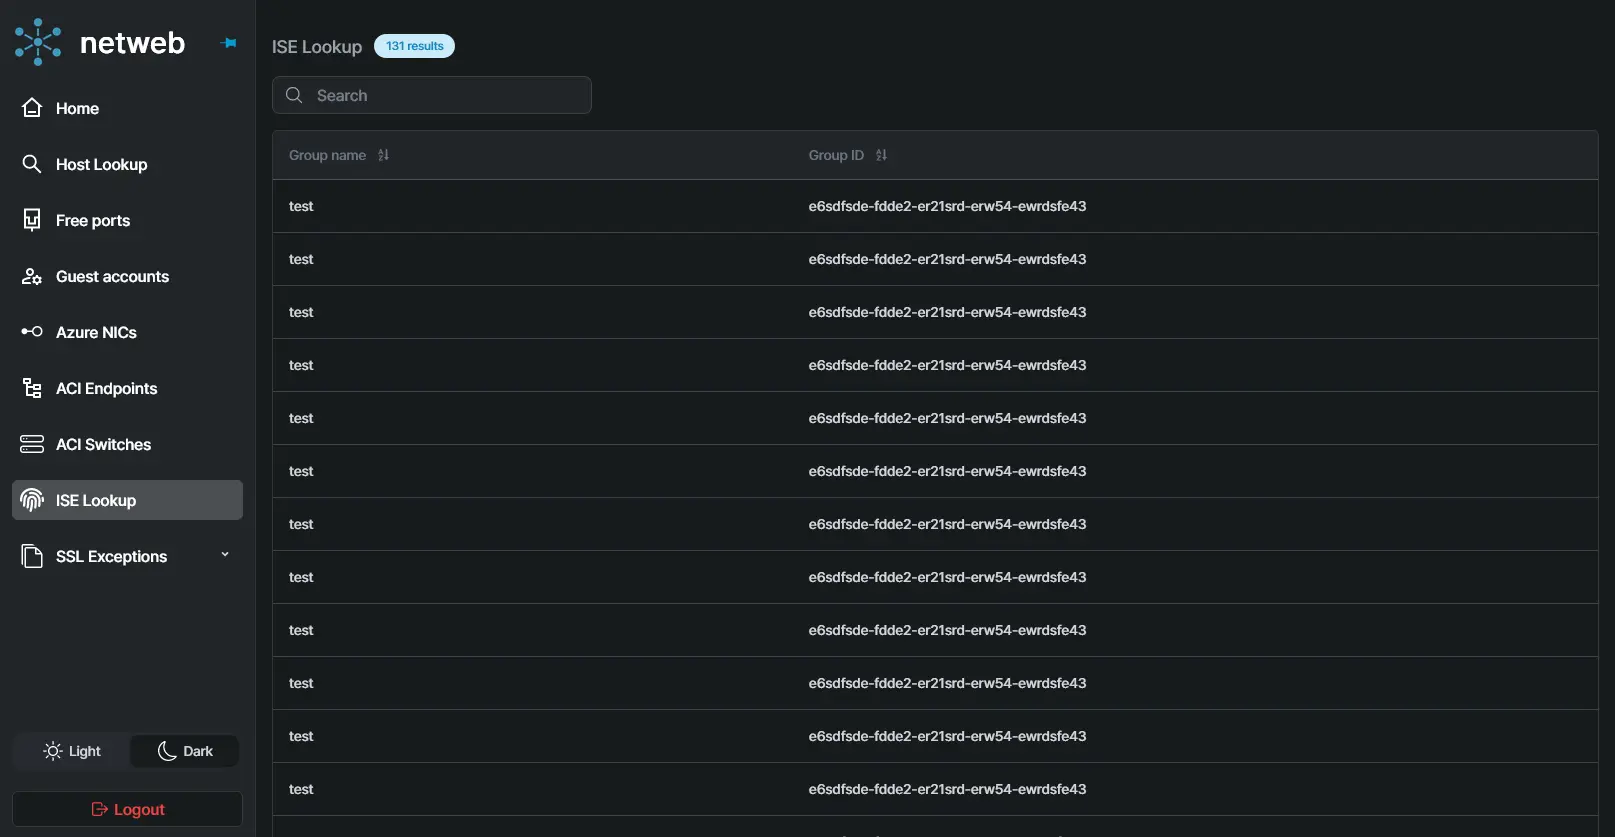 netweb
Home
Host Lookup
Free ports
Guest accounts
Azure NICs
ACI Endpoints
ACI Switches
ISE Lookup
SSL Exceptions
Light Dark
Logout
ISE Lookup 131 results
Search
Group name Group ID
test e6sdfsde-fdde2-er21srd-erw54-ewrdsfe43
test e6sdfsde-fdde2-er21srd-erw54-ewrdsfe43
test e6sdfsde-fdde2-er21srd-erw54-ewrdsfe43
test e6sdfsde-fdde2-er21srd-erw54-ewrdsfe43
test e6sdfsde-fdde2-er21srd-erw54-ewrdsfe43
test e6sdfsde-fdde2-er21srd-erw54-ewrdsfe43
test e6sdfsde-fdde2-er21srd-erw54-ewrdsfe43
test e6sdfsde-fdde2-er21srd-erw54-ewrdsfe43
test e6sdfsde-fdde2-er21srd-erw54-ewrdsfe43
test e6sdfsde-fdde2-er21srd-erw54-ewrdsfe43
test e6sdfsde-fdde2-er21srd-erw54-ewrdsfe43
test e6sdfsde-fdde2-er21srd-erw54-ewrdsfe43